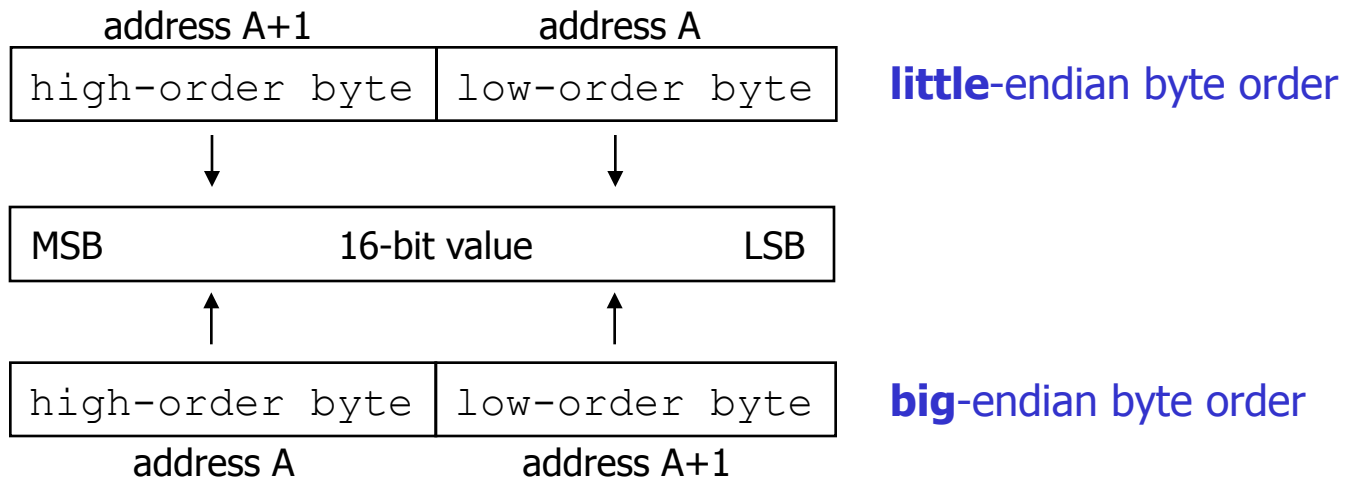 address A+1 address A
high-order byte low-order byte little-endian byte order
MSB 16-bit value LSB
high-order byte low-order byte big-endian byte order
address A address A+1